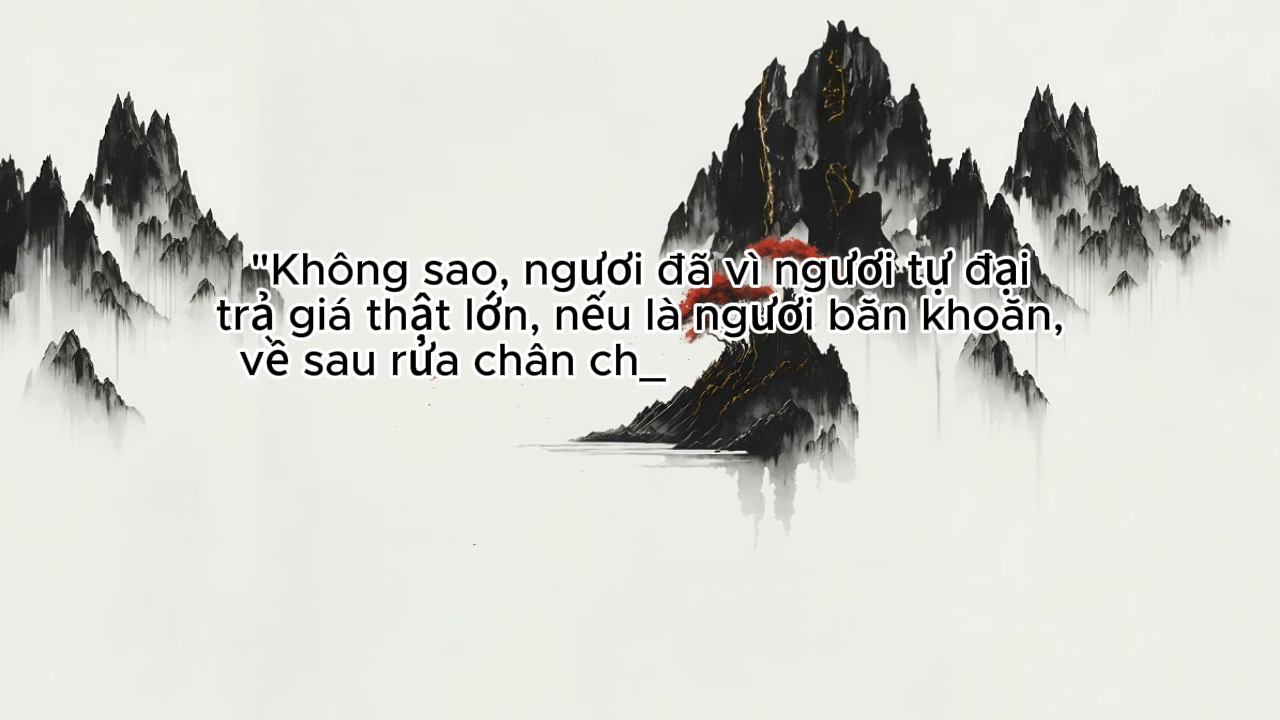 "Không sao, ngươi đã vì ngươi tự đại
trả giá thật lớn, nếu là ngươi băn khoăn,
về sau rửa chân ch_